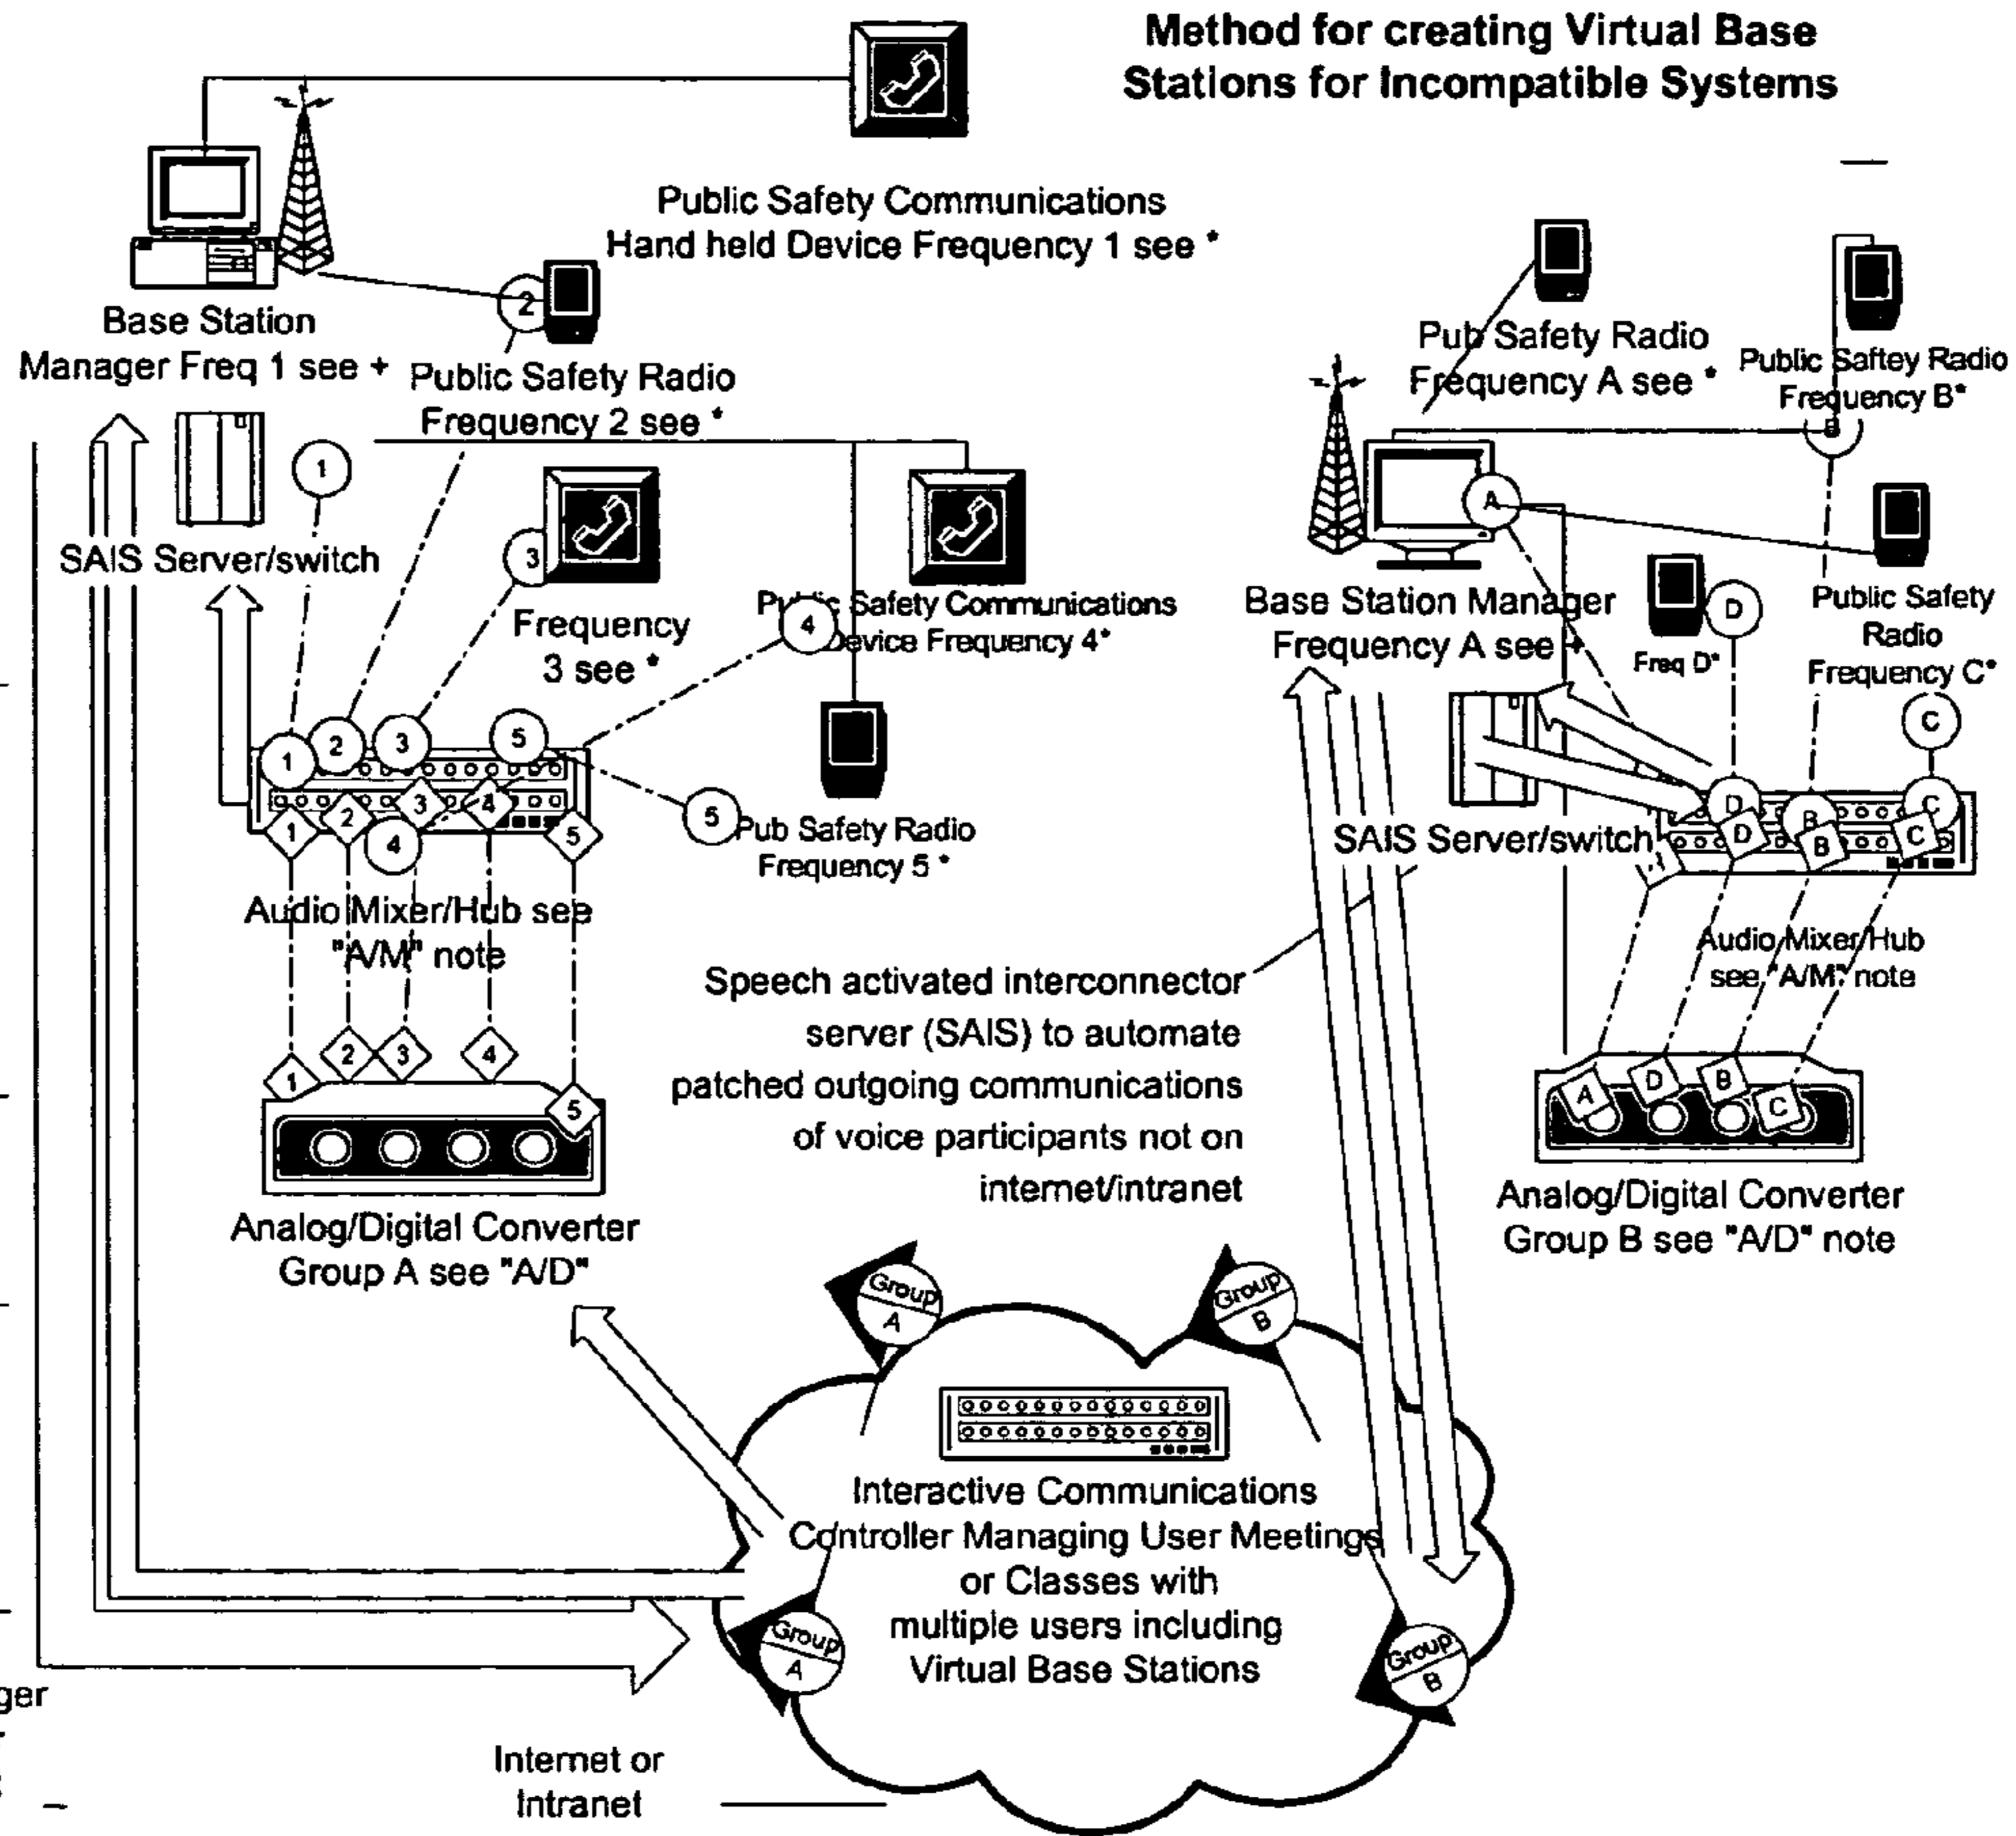 Method for creating Virtual Base
Stations for Incompatible Systems
Public Safety Communications
Hand held Device Frequency 1 see *
Base Station
Manager Freq 1 see +
2
Public Safety Radio
Frequency 2 see *
Pub Safety Radio
Frequency A see *
Public Saftey Radio
Frequency B*
B
1
SAIS Server/switch
3
Frequency
3 see *
4
Public Safety Communications
Device Frequency 4*
A
Base Station Manager
Frequency A see +
D
Freq D*
Public Safety
Radio
Frequency C*
C
1
2
3
5
3
4
1
2
4
5
5
Pub Safety Radio
Frequency 5 *
Audio Mixer/Hub see
"A/M" note
SAIS Server/switch
D
B
C
D
B
C
Audio/Mixer/Hub
see "A/M" note
Speech activated interconnector
server (SAIS) to automate
patched outgoing communications
of voice participants not on
internet/intranet
1
2
3
4
5
Analog/Digital Converter
Group A see "A/D"
A
D
B
C
Analog/Digital Converter
Group B see "A/D" note
Group
A
Group
B
Interactive Communications
Controller Managing User Meetings
or Classes with
multiple users including
Virtual Base Stations
Group
A
Group
B
ger
Internet or
Intranet